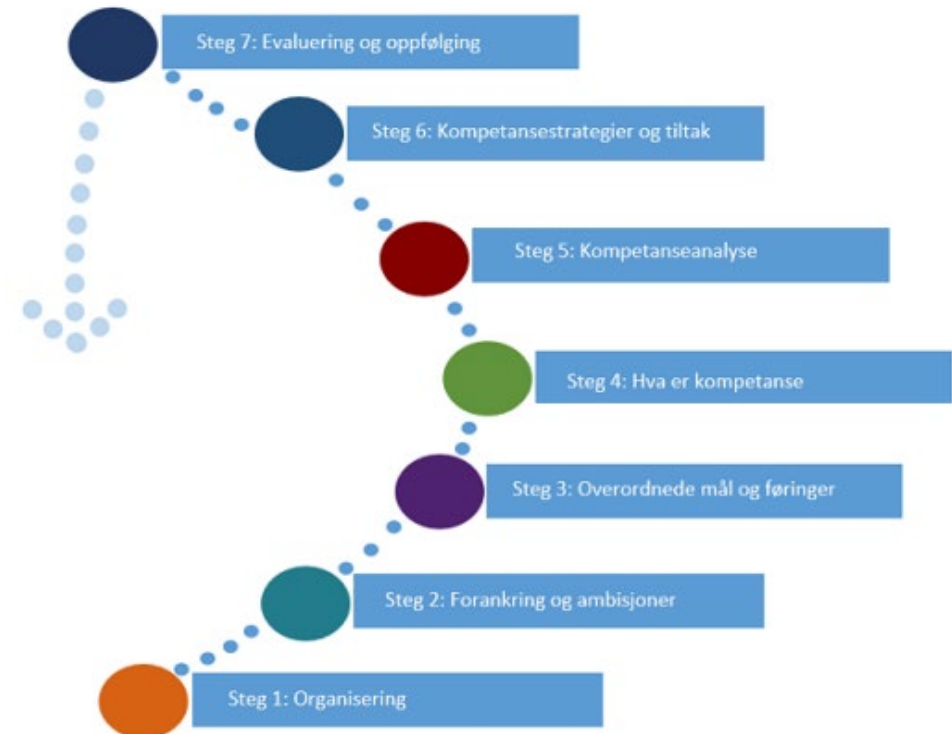 Steg 7: Evaluering og oppfølging
Steg 6: Kompetansestrategier og tiltak
Steg 5: Kompetanseanalyse
Steg 4: Hva er kompetanse
Steg 3: Overordnede mål og føringer
Steg 2: Forankring og ambisjoner
Steg 1: Organisering